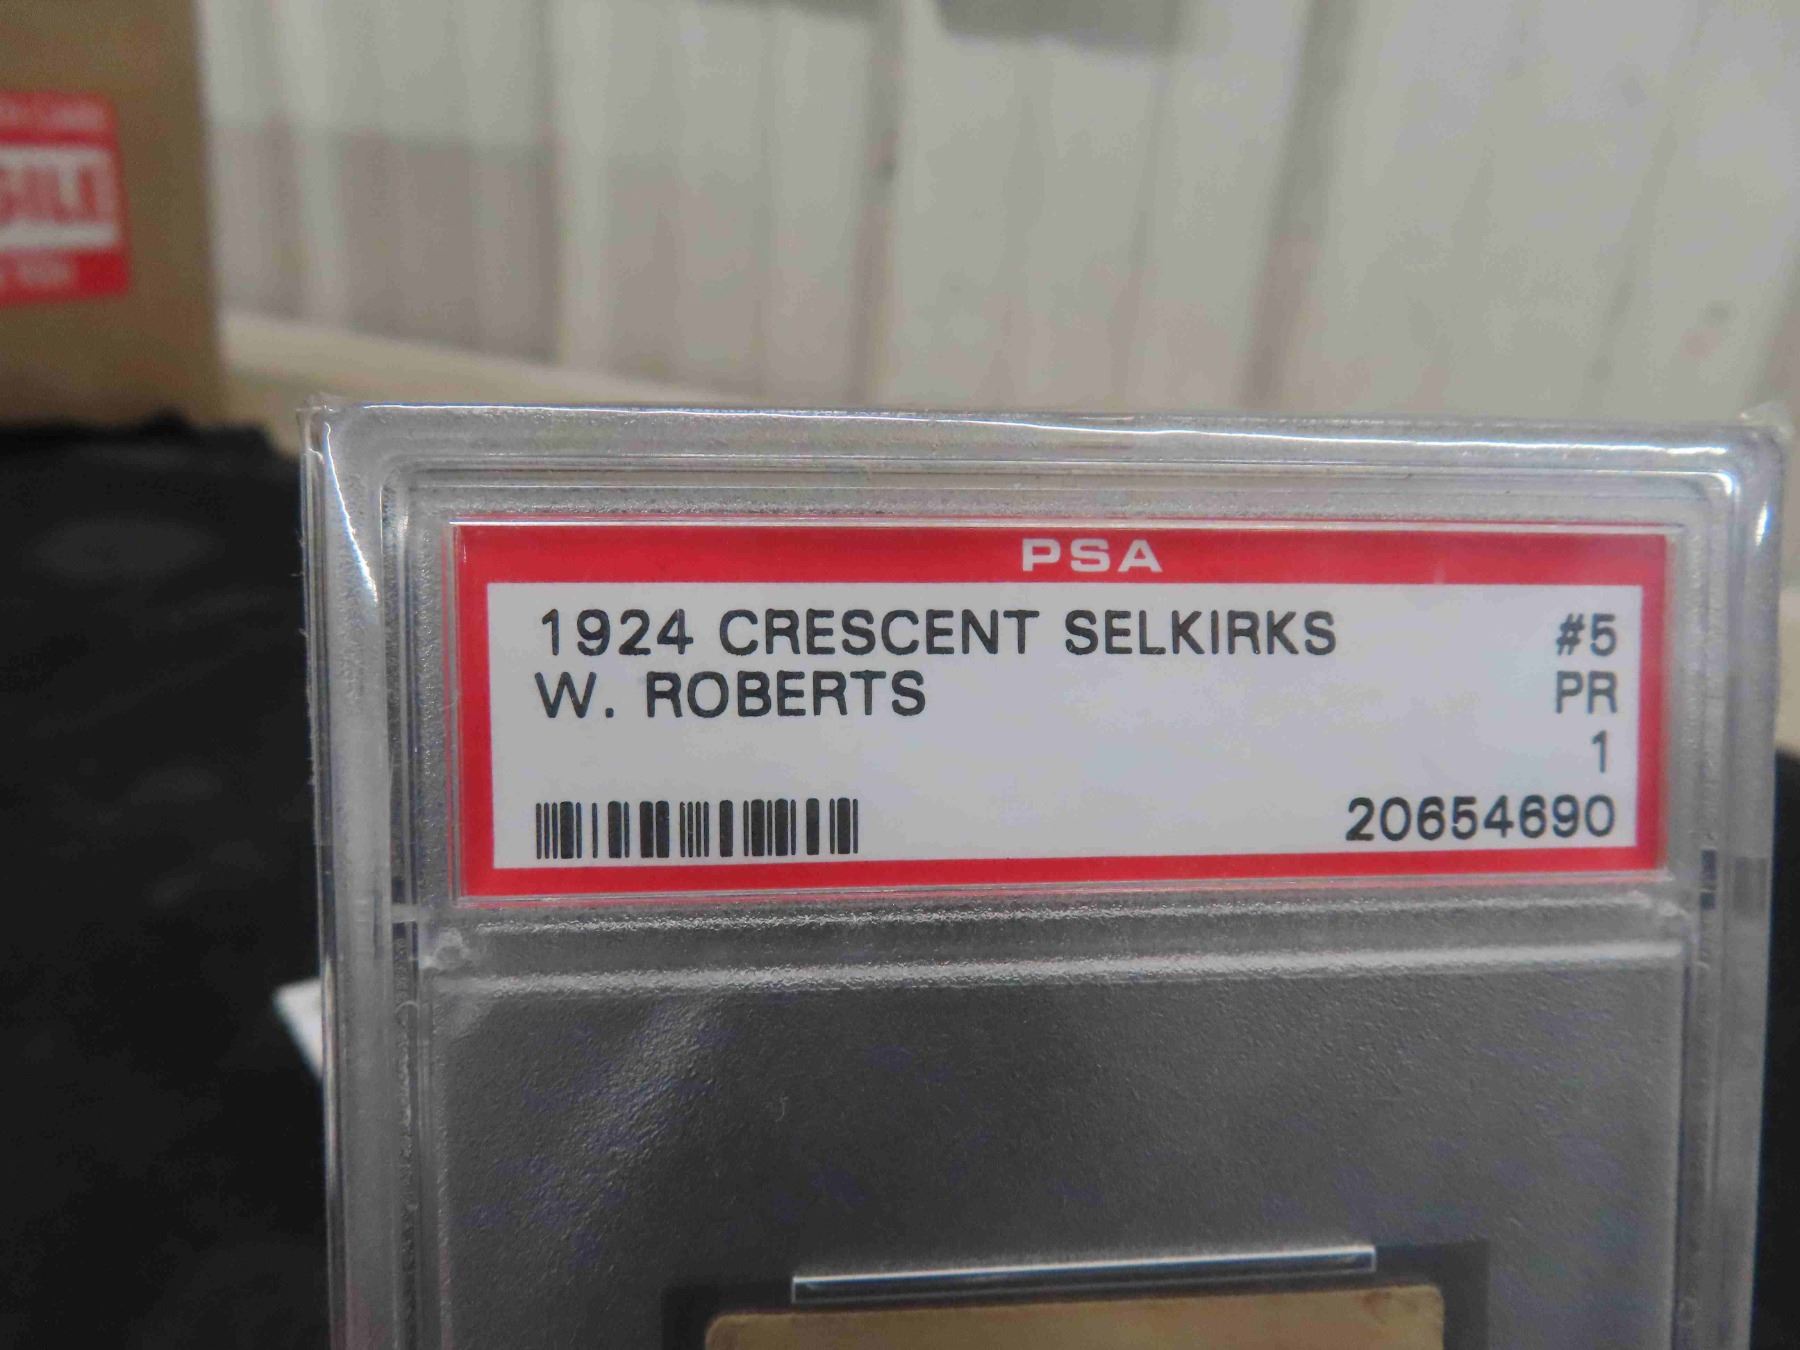 PSA
1924 CRESCENT SELKIRKS #5
W. ROBERTS PR
1
20654690